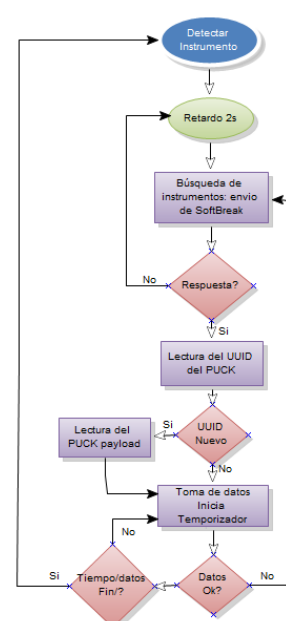 Detectar
Instrumento
Retardo 2s
Búsqueda de
instrumentos: envio
de SoftBreak
Respuesta?
No
Si
Lectura del UUID
del PUCK
UUID
Nuevo
Si
No
Lectura del
PUCK payload
Toma de datos
Inicia
Temporizador
No
Si
Tiempo/datos
Fin/?
Datos
Ok?
No